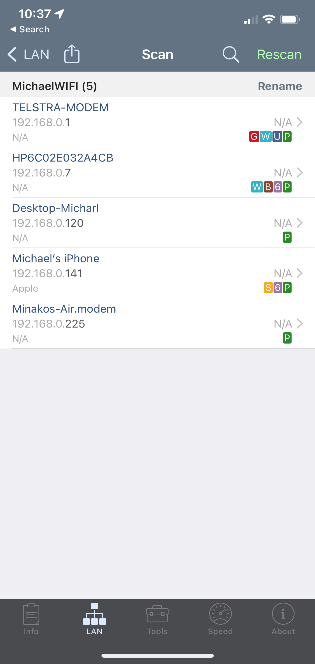 10:37
Search
LAN
Scan
Rescan
MichaelWIFI (5)
Rename
TELSTRA-MODEM
192.168.0.1
N/A
N/A
G W U P
HP6C02E032A4CB
192.168.0.7
N/A
N/A
W B 6 P
Desktop-Micharl
192.168.0.120
N/A
N/A
P
Michael's iPhone
192.168.0.141
N/A
Apple
S 6 P
Minakos-Air.modem
192.168.0.225
N/A
N/A
P
Info
LAN
Tools
Speed
About